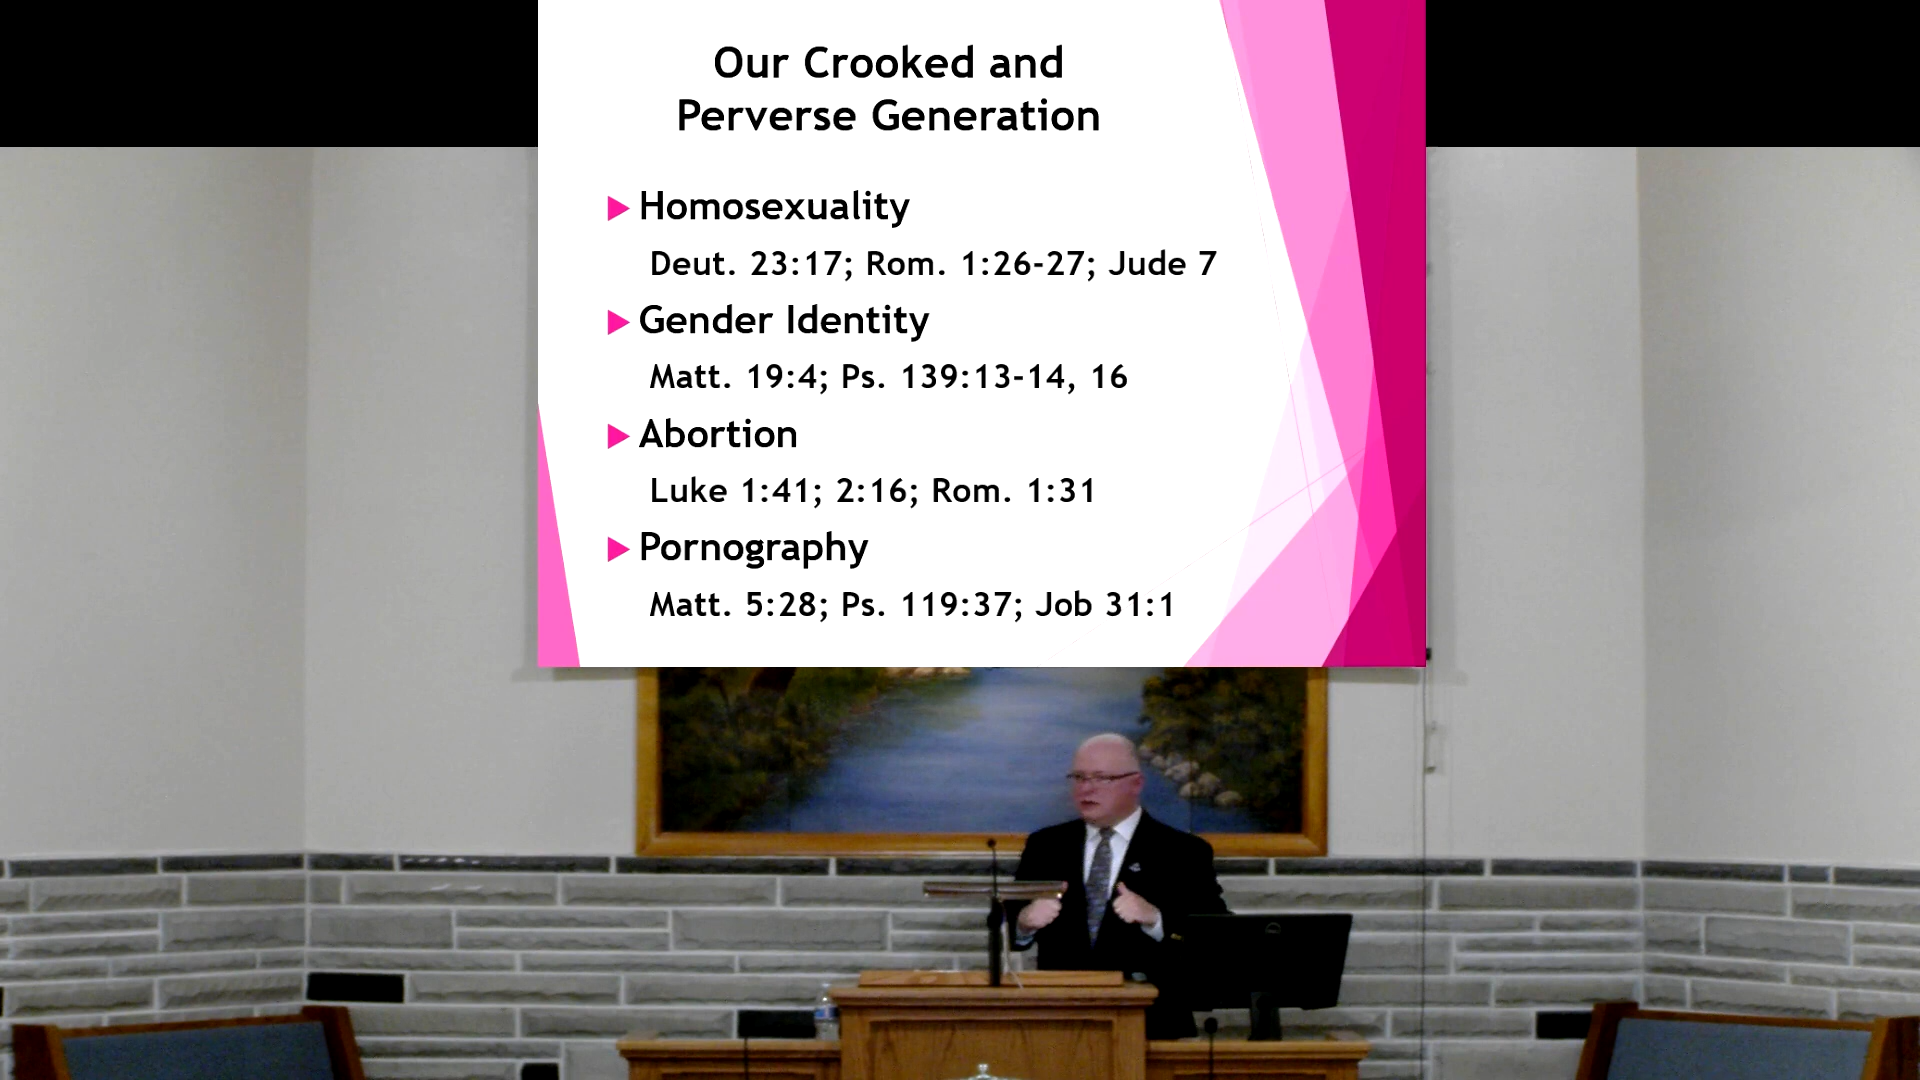 Our Crooked and
Perverse Generation
Homosexuality
Deut. 23:17; Rom. 1:26-27; Jude 7
Gender Identity
Matt. 19:4; Ps. 139:13-14, 16
Abortion
Luke 1:41; 2:16; Rom. 1:31
Pornography
Matt. 5:28; Ps. 119:37; Job 31:1